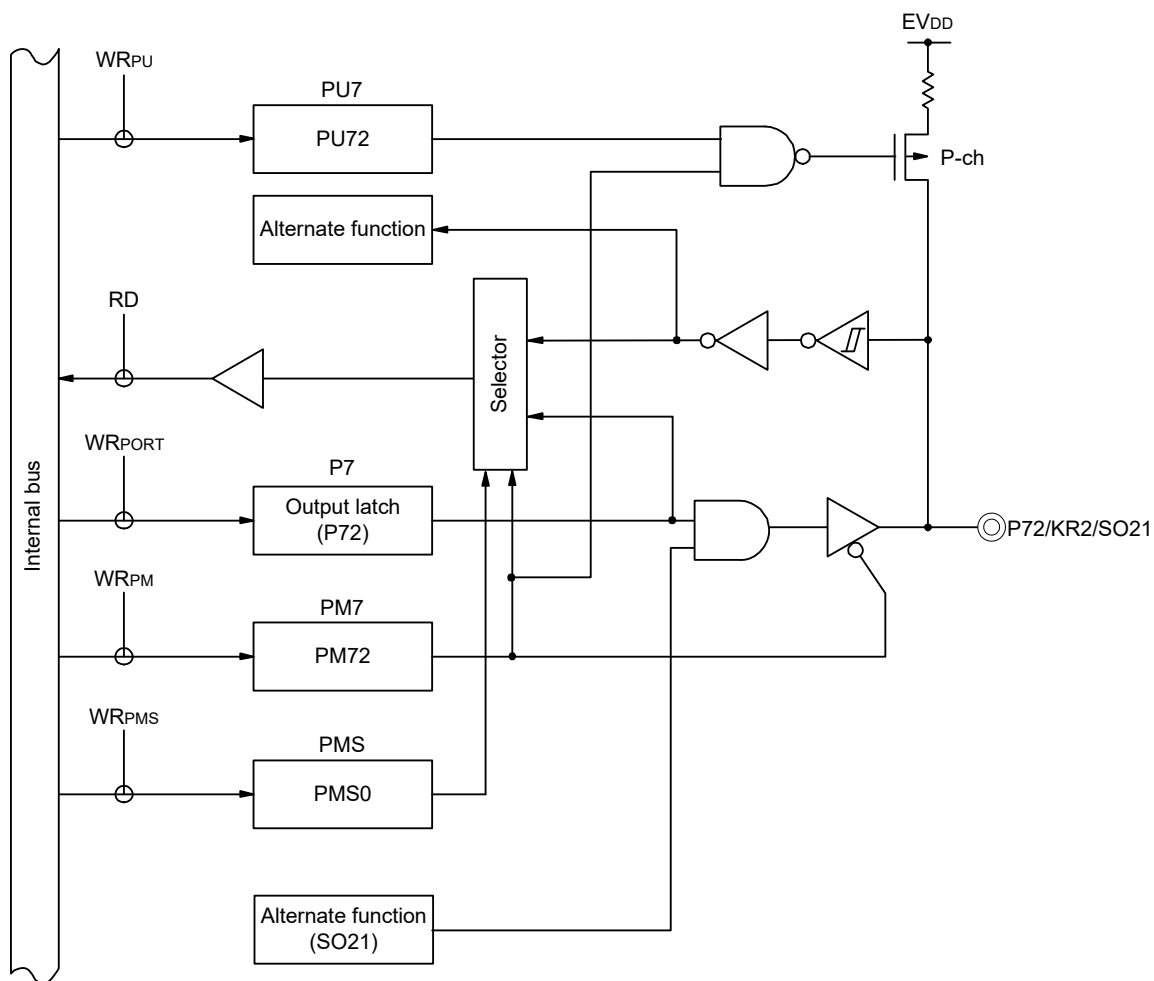 EVDD
WRPU
PU7
PU72
P-ch
Alternate function
RD
Selector
WRPORT
P7
Output latch
(P72)
P72/KR2/SO21
Internal bus
WRPM
PM7
PM72
WRPMS
PMS
PMS0
Alternate function
(SO21)